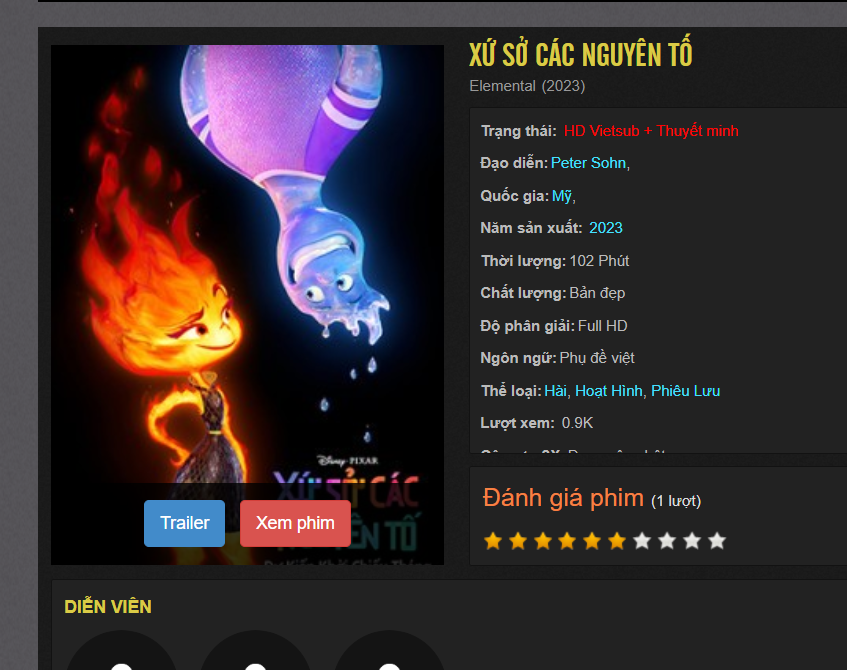 XỨ SỞ CÁC NGUYÊN TỐ
Elemental (2023)
Trạng thái: HD Vietsub + Thuyết minh
Đạo diễn: Peter Sohn,
Quốc gia: Mỹ,
Năm sản xuất: 2023
Thời lượng: 102 Phút
Chất lượng: Bản đẹp
Độ phân giải: Full HD
Ngôn ngữ: Phụ đề việt
Thể loại: Hài, Hoạt Hình, Phiêu Lưu
Lượt xem: 0.9K
Disney PIXAR
XỨ SỞ CÁC
NGUYÊN TỐ
Trailer
Xem phim
Đánh giá phim (1 lượt)
DIỄN VIÊN